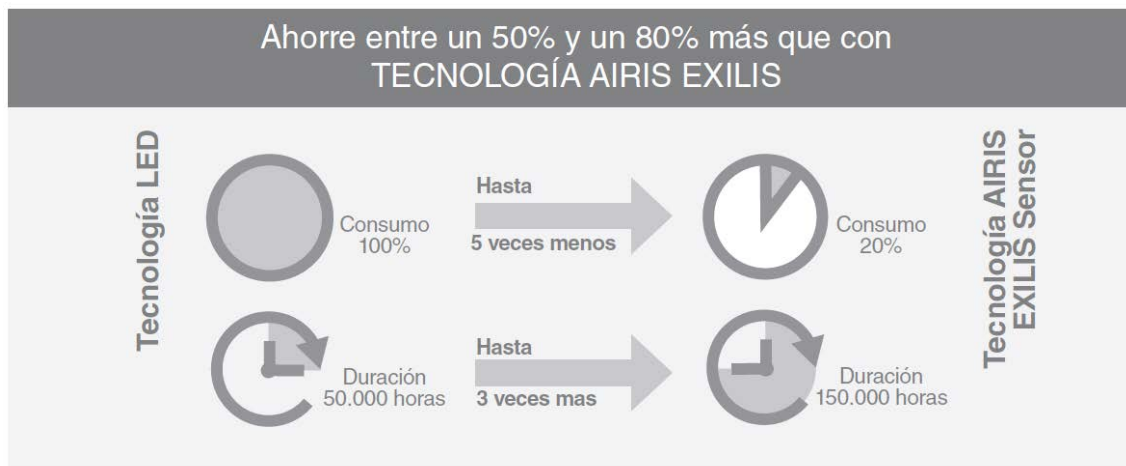 Ahorre entre un 50% y un 80% más que con
TECNOLOGÍA AIRIS EXILIS
Tecnología LED
Consumo
100%
Hasta
5 veces menos
Consumo
20%
Duración
50.000 horas
Hasta
3 veces mas
Duración
150.000 horas
Tecnología AIRIS
EXILIS Sensor